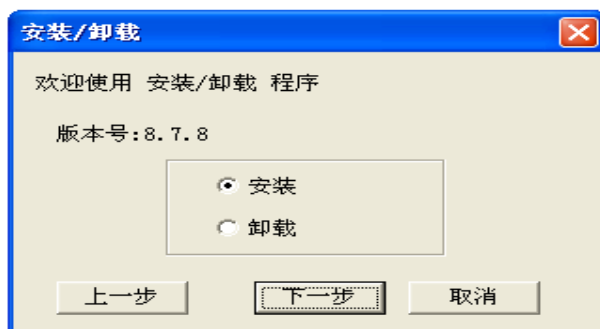 安装/卸载
欢迎使用 安装/卸载 程序
版本号:8.7.8
安装
卸载
上一步 下一步 取消